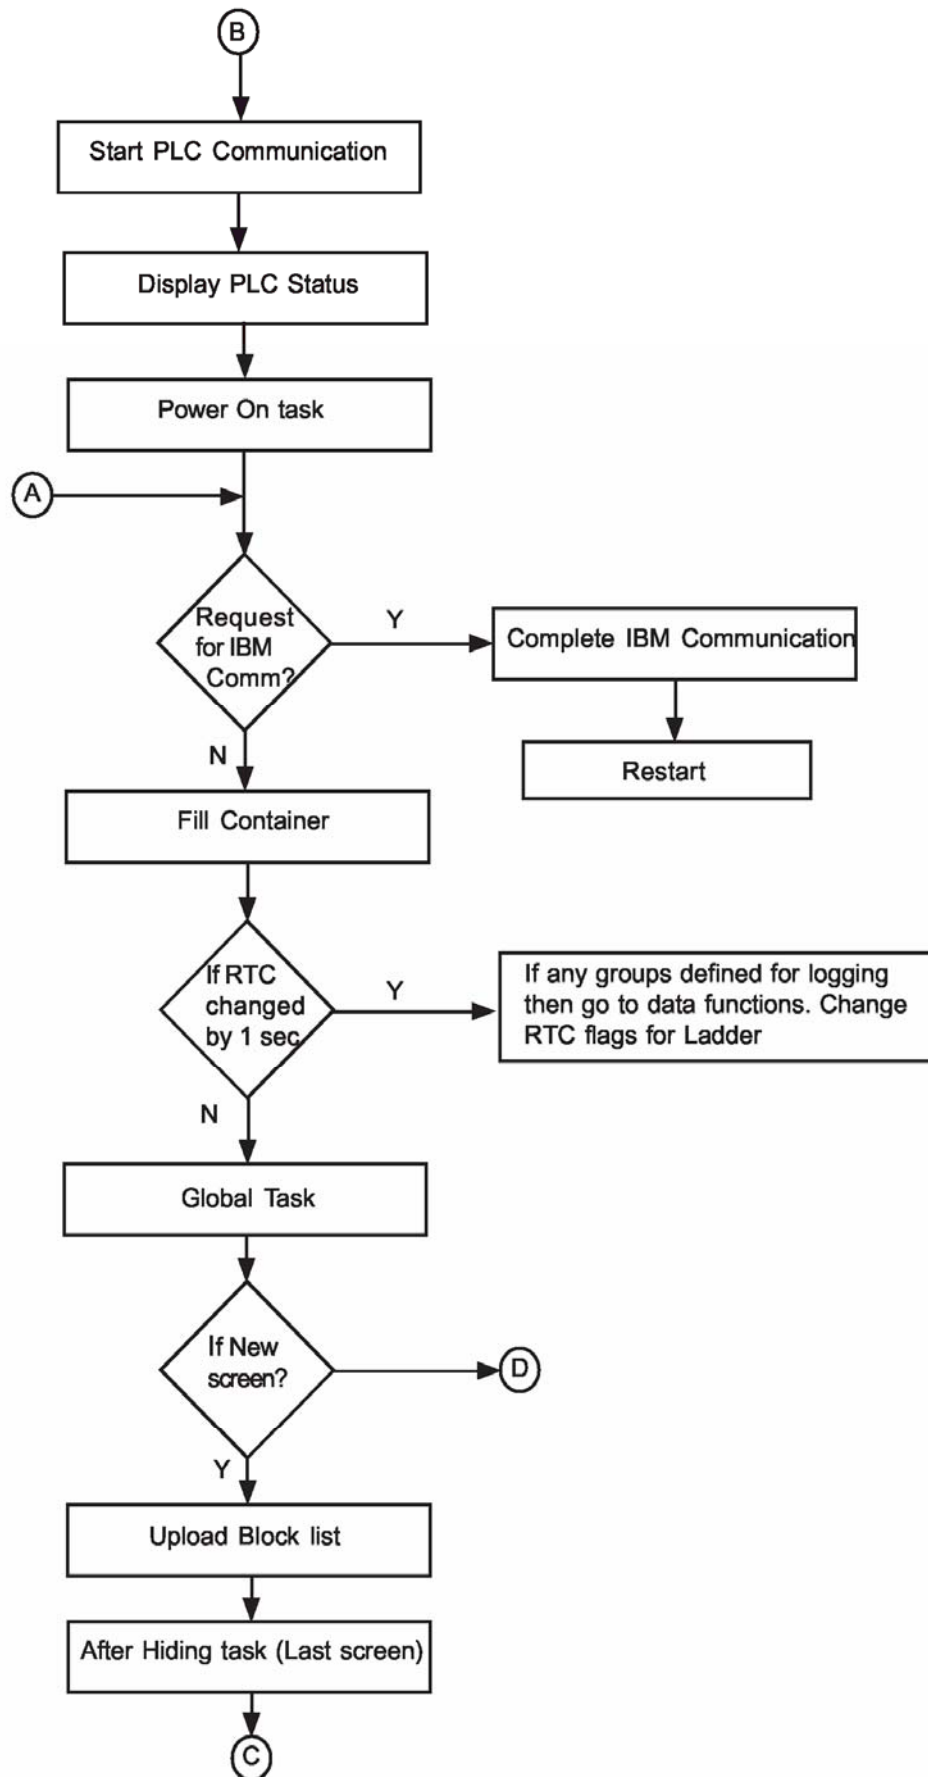 B
Start PLC Communication
Display PLC Status
Power On task
A
Request
for IBM
Comm?
Y
Complete IBM Communication
N
Restart
Fill Container
If RTC
changed
by 1 sec
Y
If any groups defined for logging
then go to data functions. Change
RTC flags for Ladder
N
Global Task
If New
screen?
D
Y
Upload Block list
After Hiding task (Last screen)
C